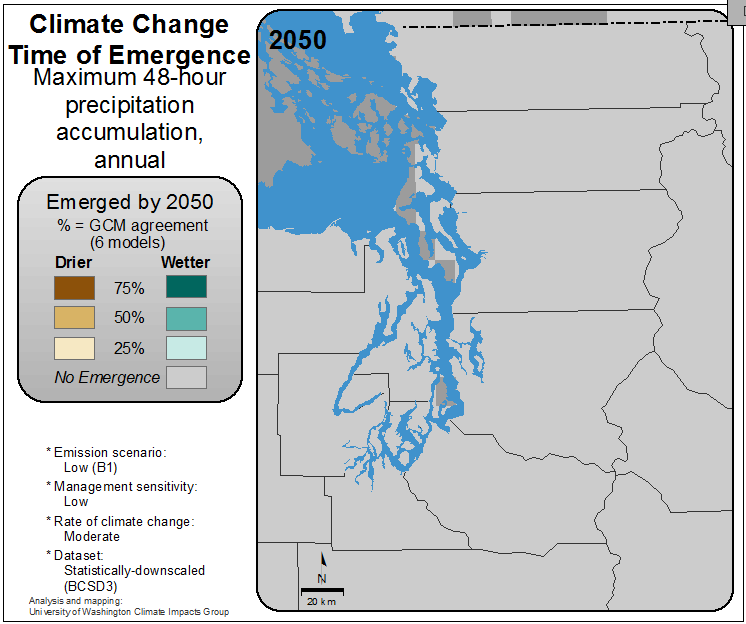 Climate Change
Time of Emergence
Maximum 48-hour
precipitation
accumulation,
annual
Emerged by 2050
% = GCM agreement
(6 models)
Drier Wetter
75%
50%
25%
No Emergence
* Emission scenario:
Low (B1)
* Management sensitivity:
Low
* Rate of climate change:
Moderate
* Dataset:
Statistically-downscaled
(BCSD3)
Analysis and mapping:
University of Washington Climate Impacts Group
2050
N
20 km